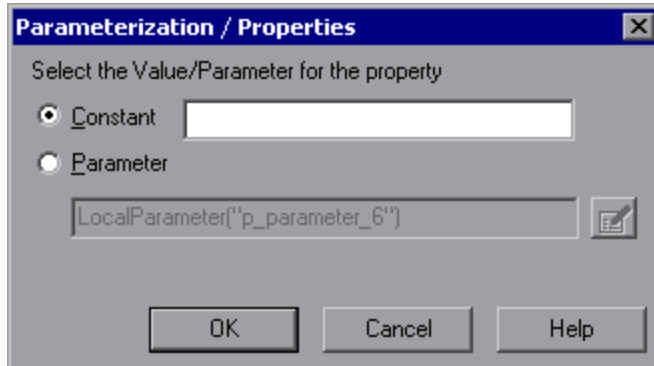 Parameterization / Properties
Select the Value/Parameter for the property
Constant
Parameter
LocalParameter("p_parameter_6")
OK Cancel Help